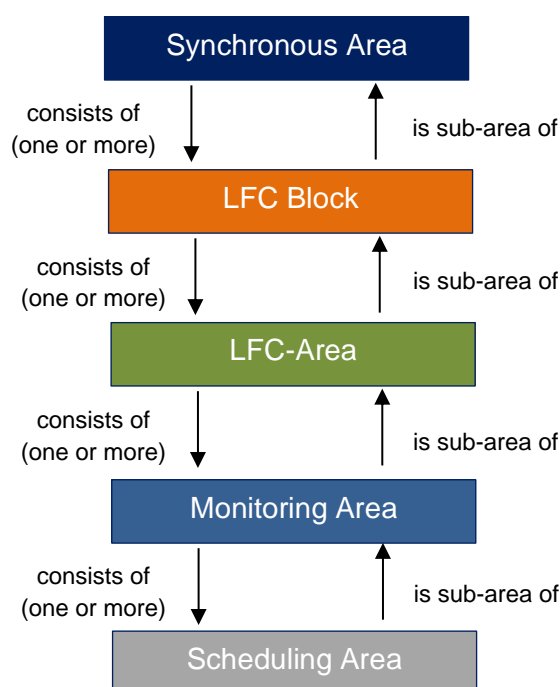 Synchronous Area
consists of
(one or more)
is sub-area of
LFC Block
consists of
(one or more)
is sub-area of
LFC-Area
consists of
(one or more)
is sub-area of
Monitoring Area
consists of
(one or more)
is sub-area of
Scheduling Area